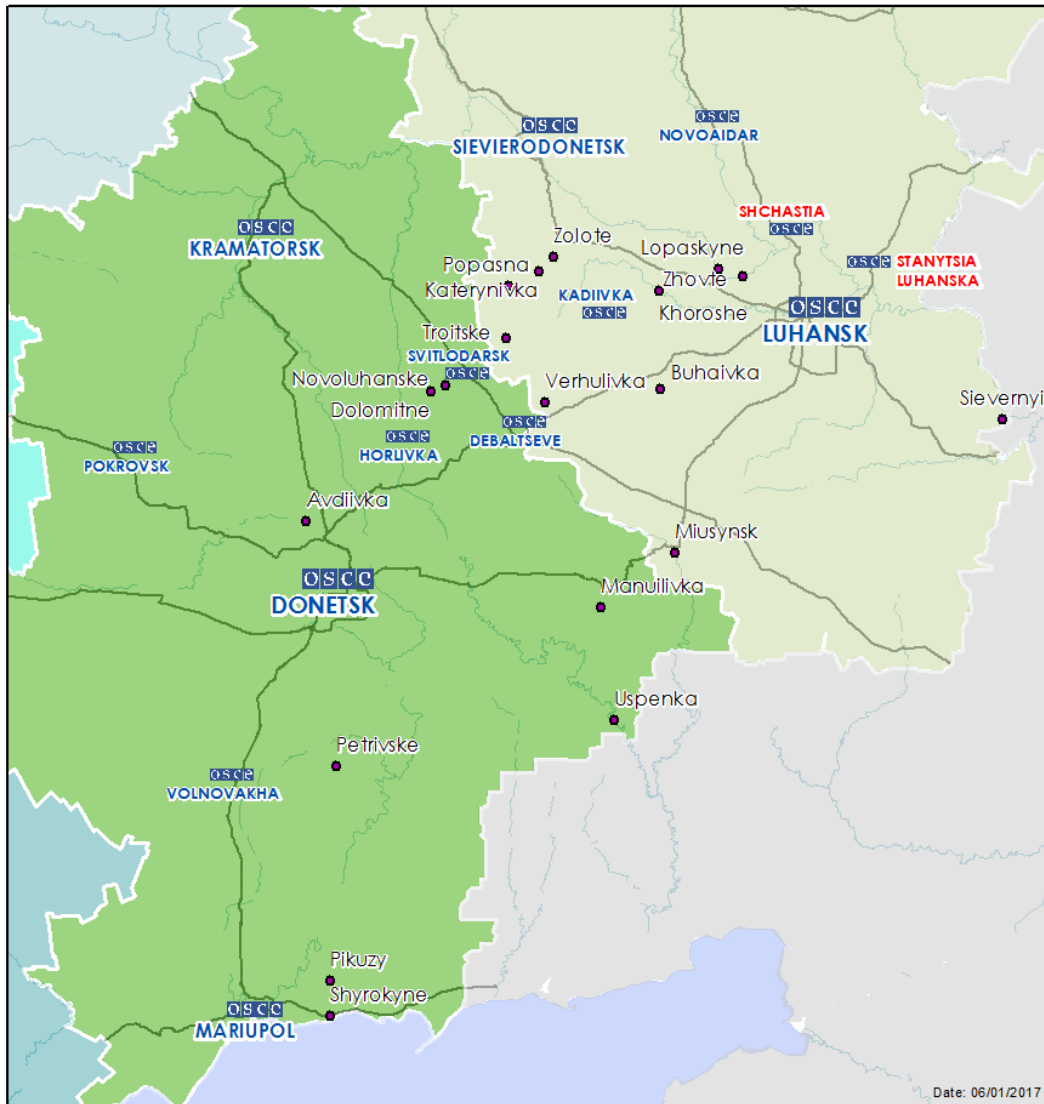 osce
SIEVIERODONETSK
osce
NOVOAIDAR
SHCHASTIA
osce
osce
KRAMATORSK
Zolote
Lopaskyne
osce
STANYTSIA
LUHANSKA
Popasna
Katerynivka
KADIIVKA
osce
Zhovte
Khoroshe
osce
LUHANSK
Troitske
SVITLODARSK
osce
Novoluhanske
Dolomitne
Verhulivka
Buhaivka
Sievernyi
osce
POKROVSK
osce
HORLIVKA
osce
DEBALTSEVE
Avdiivka
Miusynsk
osce
DONETSK
Manuilivka
Uspenka
Petrivske
osce
VOLNOVAKHA
Pikuzy
Shyrokyne
osce
MARIUPOL
Date: 06/01/2017